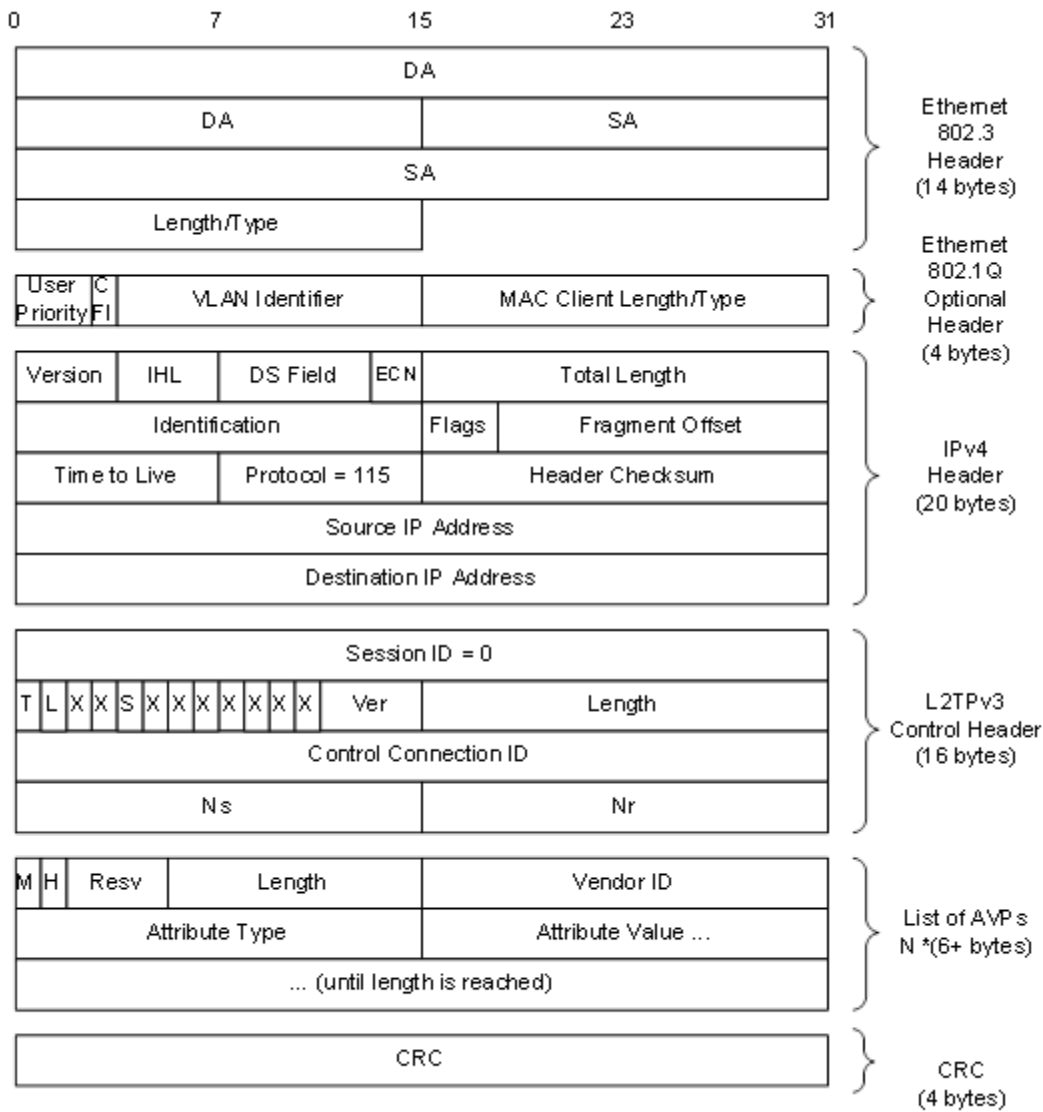 0 7 15 23 31
DA
DA SA
SA
Length/Type
Ethernet
802.3
Header
(14 bytes)
User
Priority
C
FI
VLAN Identifier
MAC Client Length/Type
Ethernet
802.1Q
Optional
Header
(4 bytes)
Version IHL DS Field ECN Total Length
Identification Flags Fragment Offset
Time to Live Protocol = 115 Header Checksum
Source IP Address
Destination IP Address
IPv4
Header
(20 bytes)
Session ID = 0
T L X X S X X X X X X X Ver Length
Control Connection ID
Ns Nr
L2TPv3
Control Header
(16 bytes)
M H Resv Length Vendor ID
Attribute Type Attribute Value ...
... (until length is reached)
List of AVPs
N *(6+ bytes)
CRC
CRC
(4 bytes)